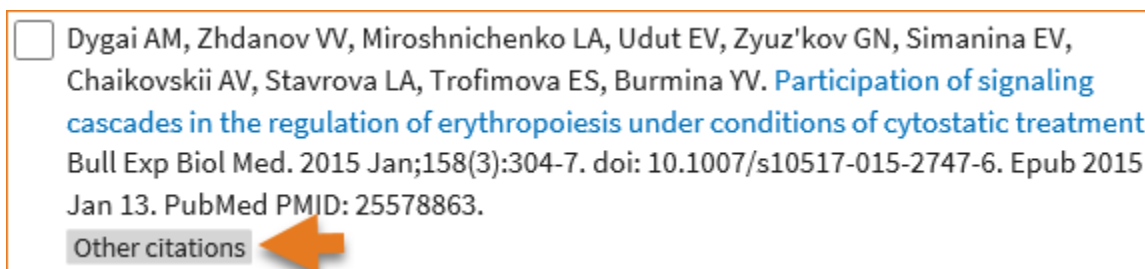 Dygai AM, Zhdanov VV, Miroshnichenko LA, Udut EV, Zyuz'kov GN, Simanina EV,
Chaikovskii AV, Stavrova LA, Trofimova ES, Burmina YV. Participation of signaling
cascades in the regulation of erythropoiesis under conditions of cytostatic treatment
Bull Exp Biol Med. 2015 Jan;158(3):304-7. doi: 10.1007/s10517-015-2747-6. Epub 2015
Jan 13. PubMed PMID: 25578863.
Other citations